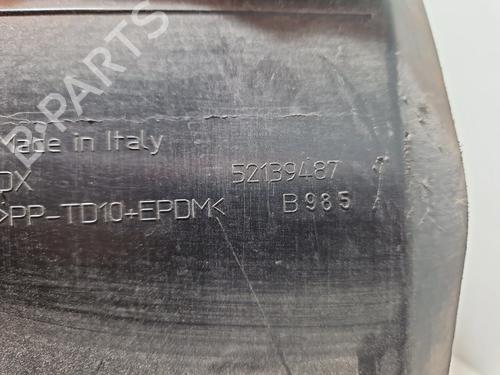 Made in Italy
DX 52139487
>PP-TD10+EPDM< B985
B-PARTS